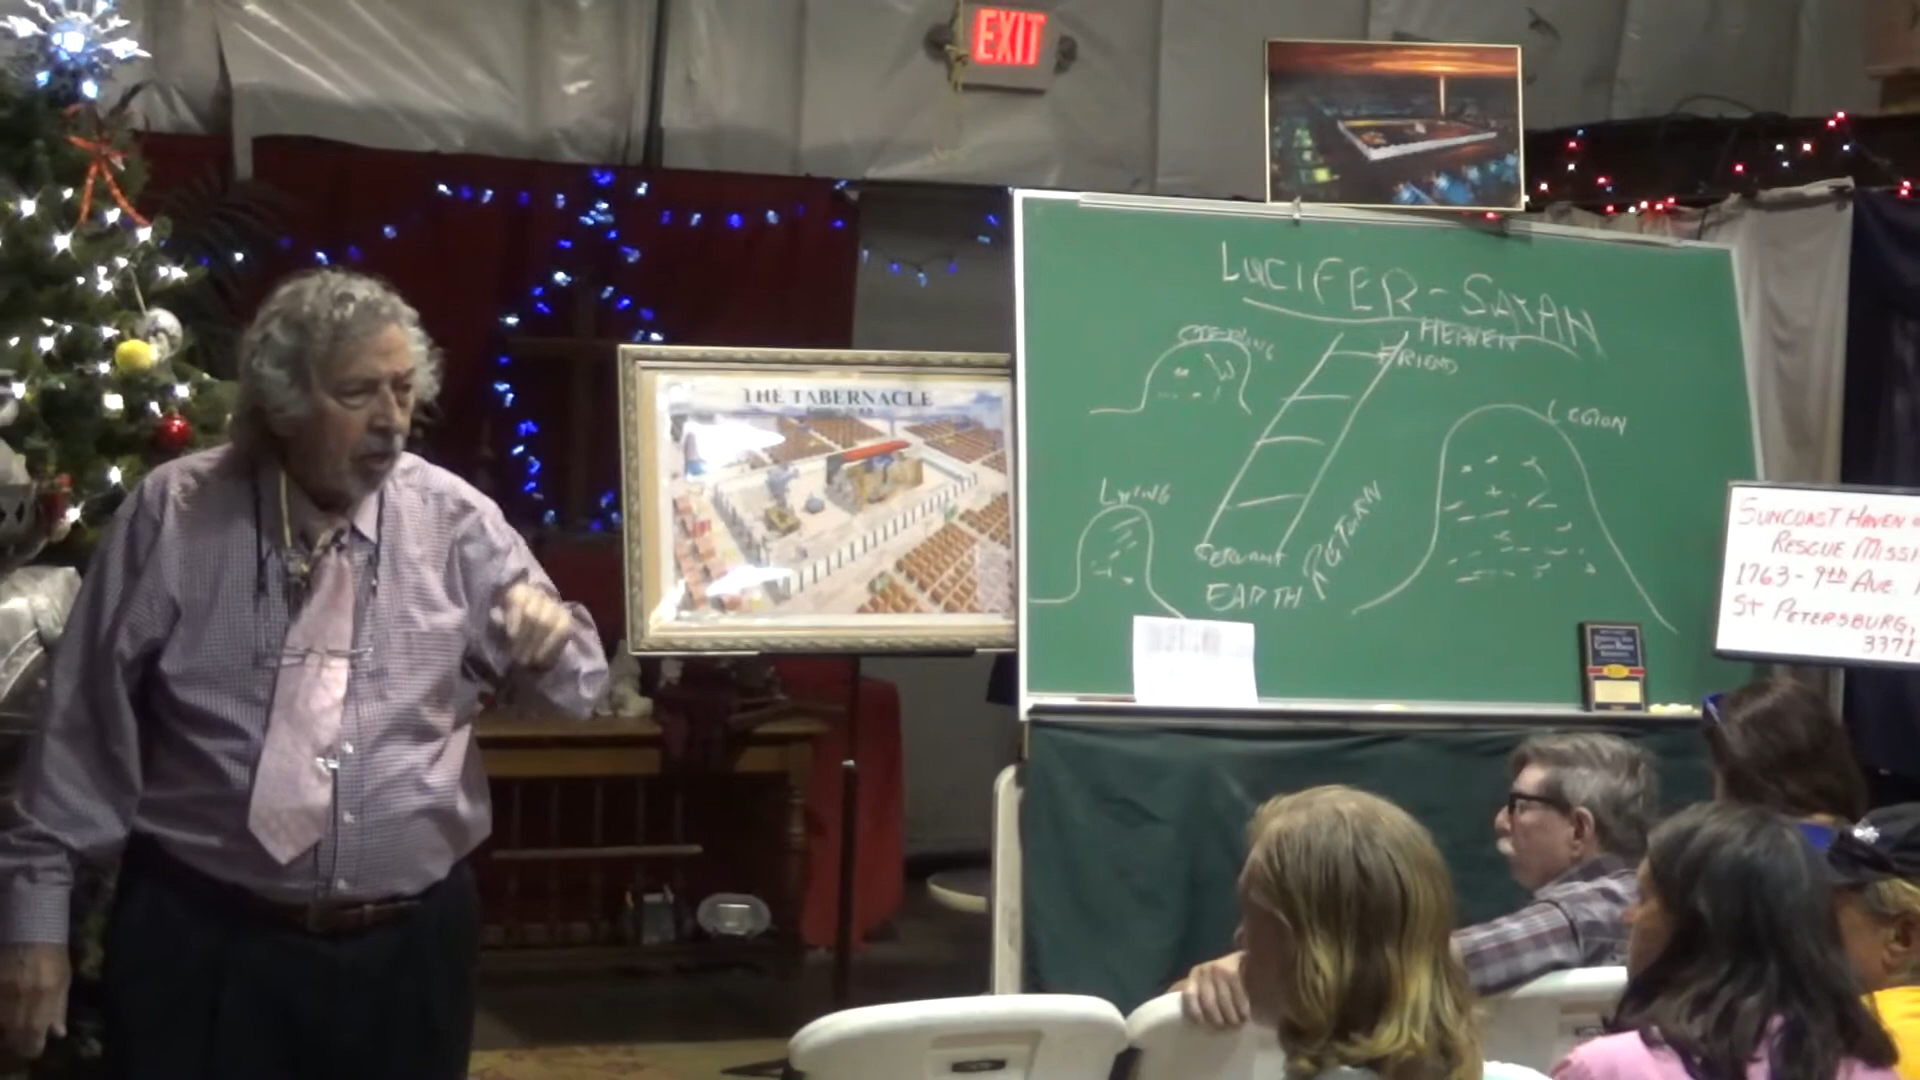 EXIT
THE TABERNACLE
LUCIFER - SATAN
HEAVEN
FRIEND
LEGION
LYING
SERVANT
RETURN
EARTH
SUNCOAST HAVEN
RESCUE MISSI
1763 - 9th AVE.
ST PETERSBURG,
3371